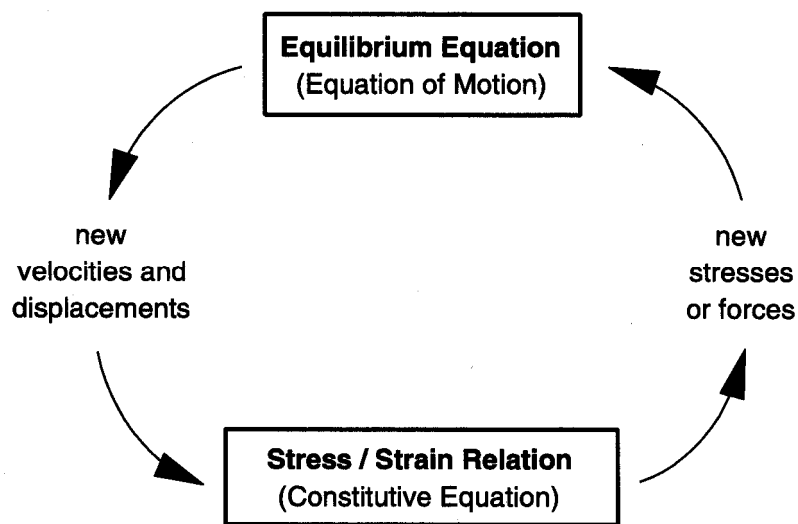 Equilibrium Equation
(Equation of Motion)
new
velocities and
displacements
new
stresses
or forces
Stress / Strain Relation
(Constitutive Equation)